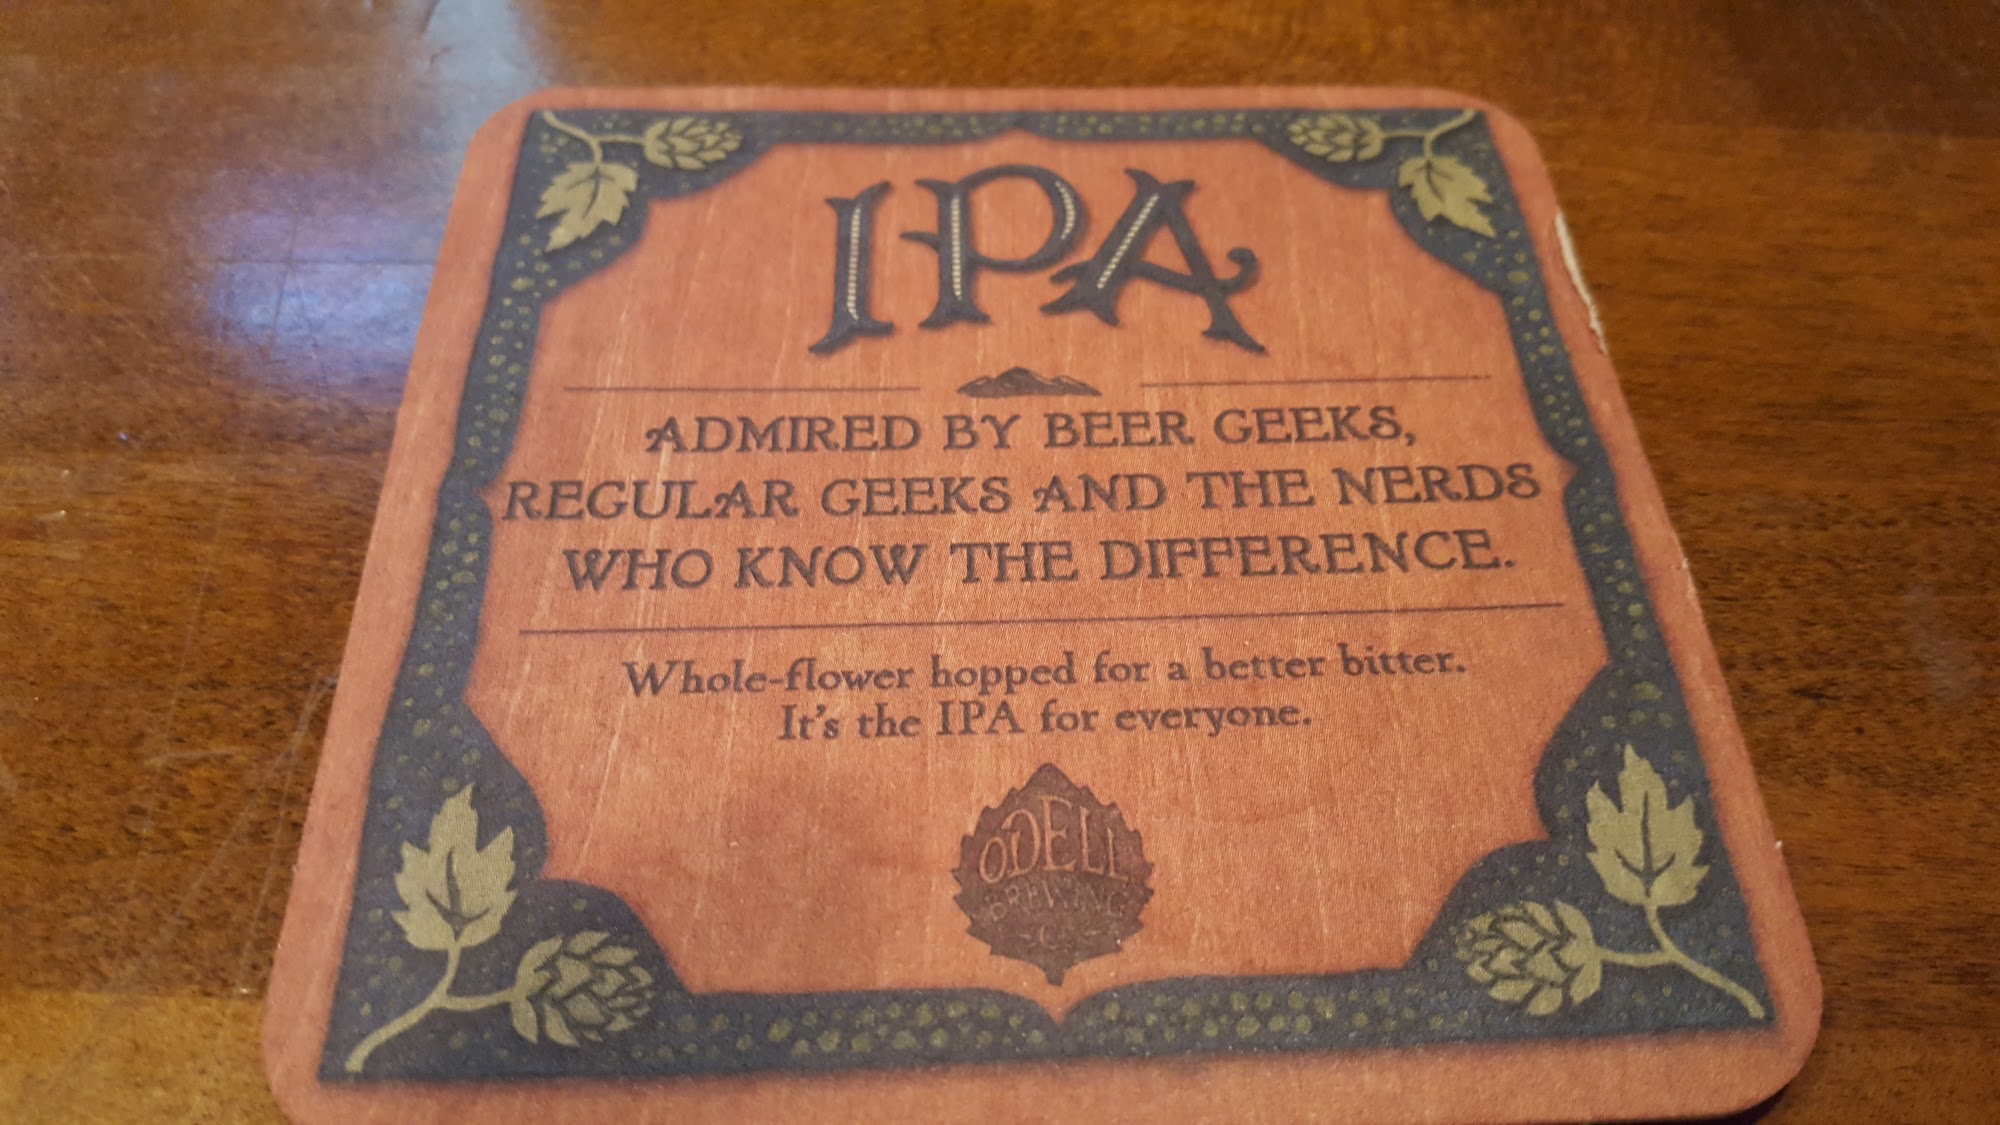 IPA
ADMIRED BY BEER GEEKS,
REGULAR GEEKS AND THE NERDS
WHO KNOW THE DIFFERENCE.
Whole-flower hopped for a better bitter.
It's the IPA for everyone.
ODELL
BREWING
Co